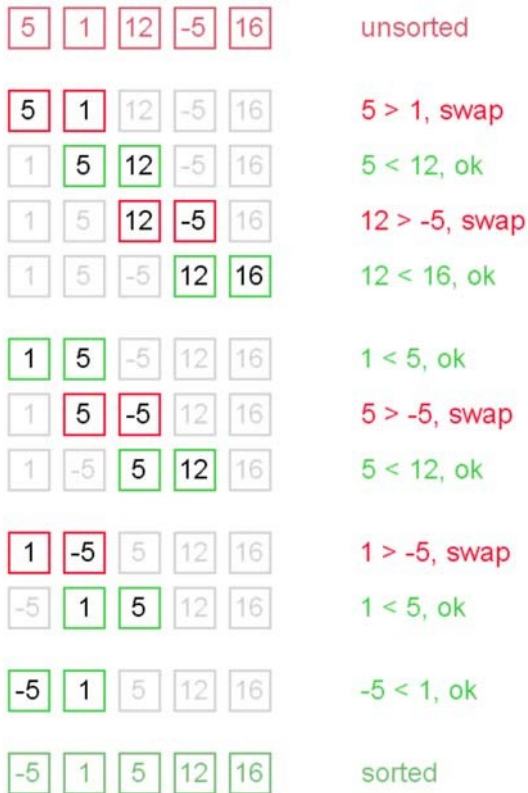 5 1 12 -5 16 unsorted
5 1 12 -5 16 5 > 1, swap
1 5 12 -5 16 5 < 12, ok
1 5 12 -5 16 12 > -5, swap
1 5 -5 12 16 12 < 16, ok
1 5 -5 12 16 1 < 5, ok
1 5 -5 12 16 5 > -5, swap
1 -5 5 12 16 5 < 12, ok
1 -5 5 12 16 1 > -5, swap
-5 1 5 12 16 1 < 5, ok
-5 1 5 12 16 -5 < 1, ok
-5 1 5 12 16 sorted